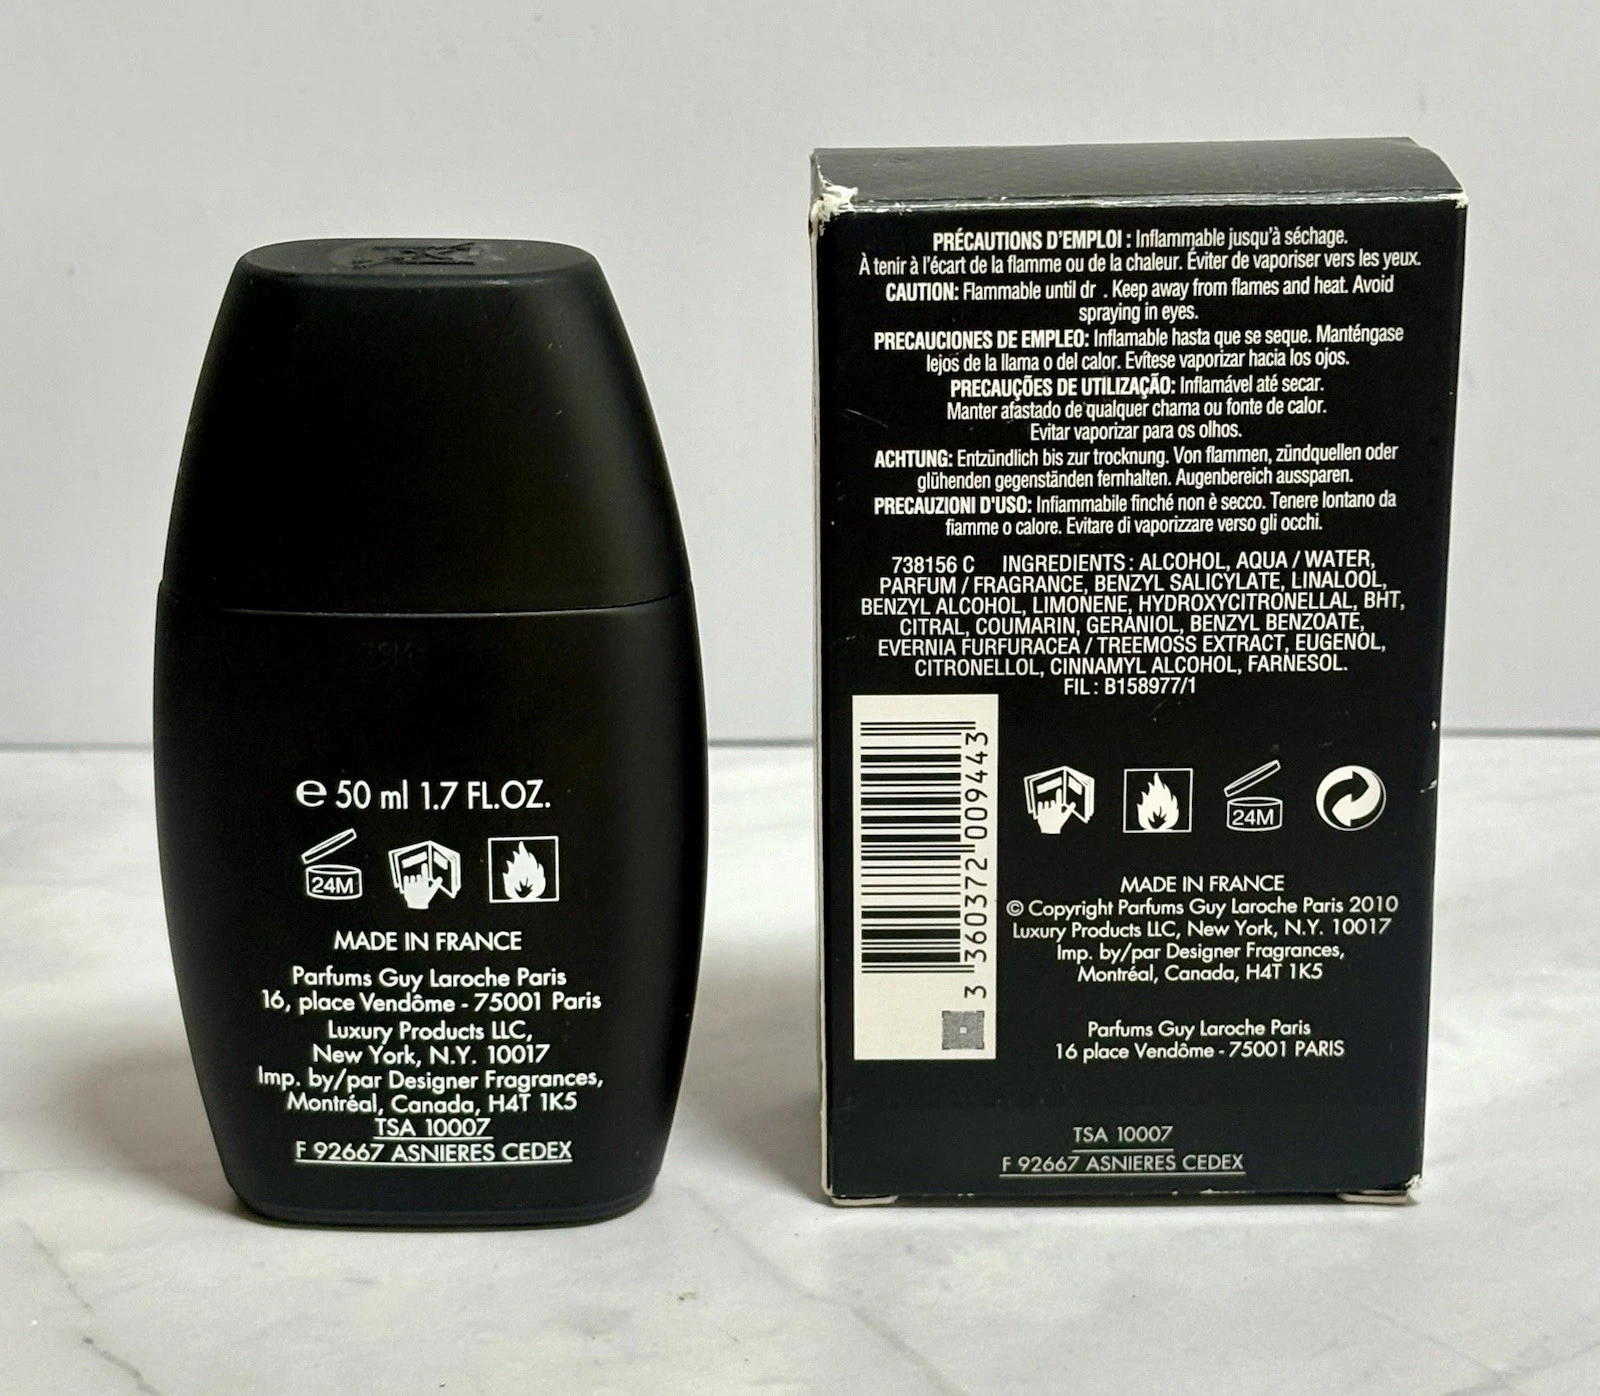 ℮ 50 ml 1.7 FL.OZ.
24M
MADE IN FRANCE
Parfums Guy Laroche Paris
16, place Vendôme - 75001 Paris
Luxury Products LLC,
New York, N.Y. 10017
Imp. by/par Designer Fragrances,
Montréal, Canada, H4T 1K5
TSA 10007
F 92667 ASNIERES CEDEX
PRÉCAUTIONS D'EMPLOI : Inflammable jusqu'à séchage.
À tenir à l'écart de la flamme ou de la chaleur. Éviter de vaporiser vers les yeux.
CAUTION: Flammable until dr . Keep away from flames and heat. Avoid
spraying in eyes.
PRECAUCIONES DE EMPLEO: Inflamable hasta que se seque. Manténgase
lejos de la llama o del calor. Evítese vaporizar hacia los ojos.
PRECAUÇÕES DE UTILIZAÇÃO: Inflamável até secar.
Manter afastado de qualquer chama ou fonte de calor.
Evitar vaporizar para os olhos.
ACHTUNG: Entzündlich bis zur trocknung. Von flammen, zündquellen oder
glühenden gegenständen fernhalten. Augenbereich aussparen.
PRECAUZIONI D'USO: Infiammabile finché non è secco. Tenere lontano da
fiamme o calore. Evitare di vaporizzare verso gli occhi.
738156 C INGREDIENTS : ALCOHOL, AQUA / WATER,
PARFUM / FRAGRANCE, BENZYL SALICYLATE, LINALOOL,
BENZYL ALCOHOL, LIMONENE, HYDROXYCITRONELLAL, BHT,
CITRAL, COUMARIN, GERANIOL, BENZYL BENZOATE,
EVERNIA FURFURACEA / TREEMOSS EXTRACT, EUGENOL,
CITRONELLOL, CINNAMYL ALCOHOL, FARNESOL.
FIL : B158977/1
3 360372 009443
24M
MADE IN FRANCE
© Copyright Parfums Guy Laroche Paris 2010
Luxury Products LLC, New York, N.Y. 10017
Imp. by/par Designer Fragrances,
Montréal, Canada, H4T 1K5
Parfums Guy Laroche Paris
16 place Vendôme - 75001 PARIS
TSA 10007
F 92667 ASNIERES CEDEX